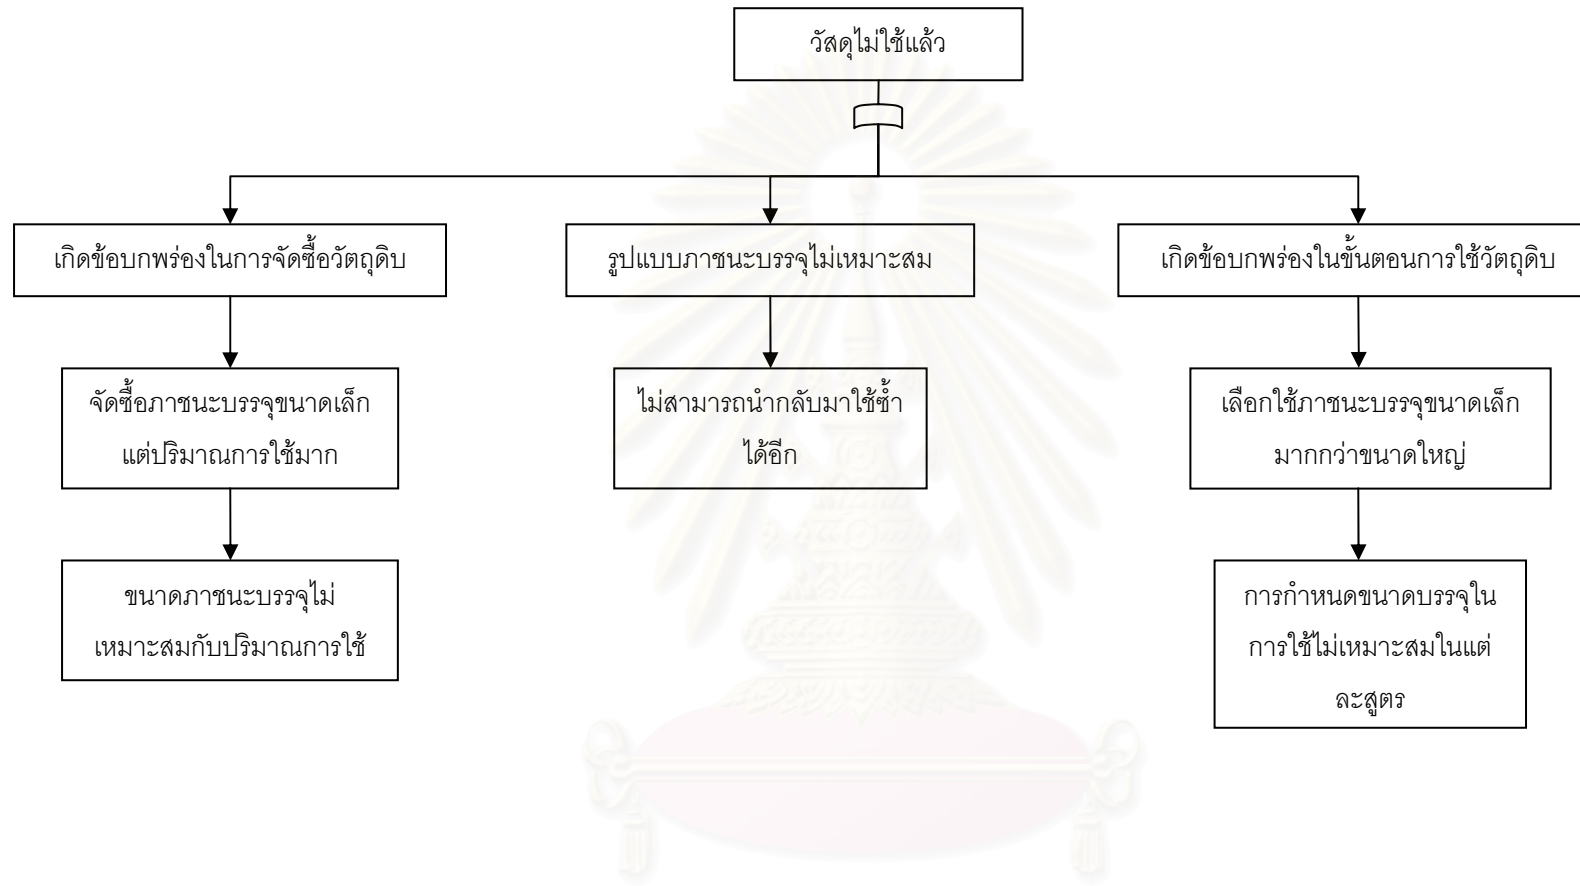 วัสดุไม่ใช้แล้ว
เกิดข้อบกพร่องในการจัดซื้อวัตถุดิบ
รูปแบบภาชนะบรรจุไม่เหมาะสม
เกิดข้อบกพร่องในขั้นตอนการใช้วัตถุดิบ
จัดซื้อภาชนะบรรจุขนาดเล็ก
แต่ปริมาณการใช้มาก
ไม่สามารถนำกลับมาใช้ซ้ำ
ได้อีก
เลือกใช้ภาชนะบรรจุขนาดเล็ก
มากกว่าขนาดใหญ่
ขนาดภาชนะบรรจุไม่
เหมาะสมกับปริมาณการใช้
การกำหนดขนาดบรรจุใน
การใช้ไม่เหมาะสมในแต่
ละสูตร